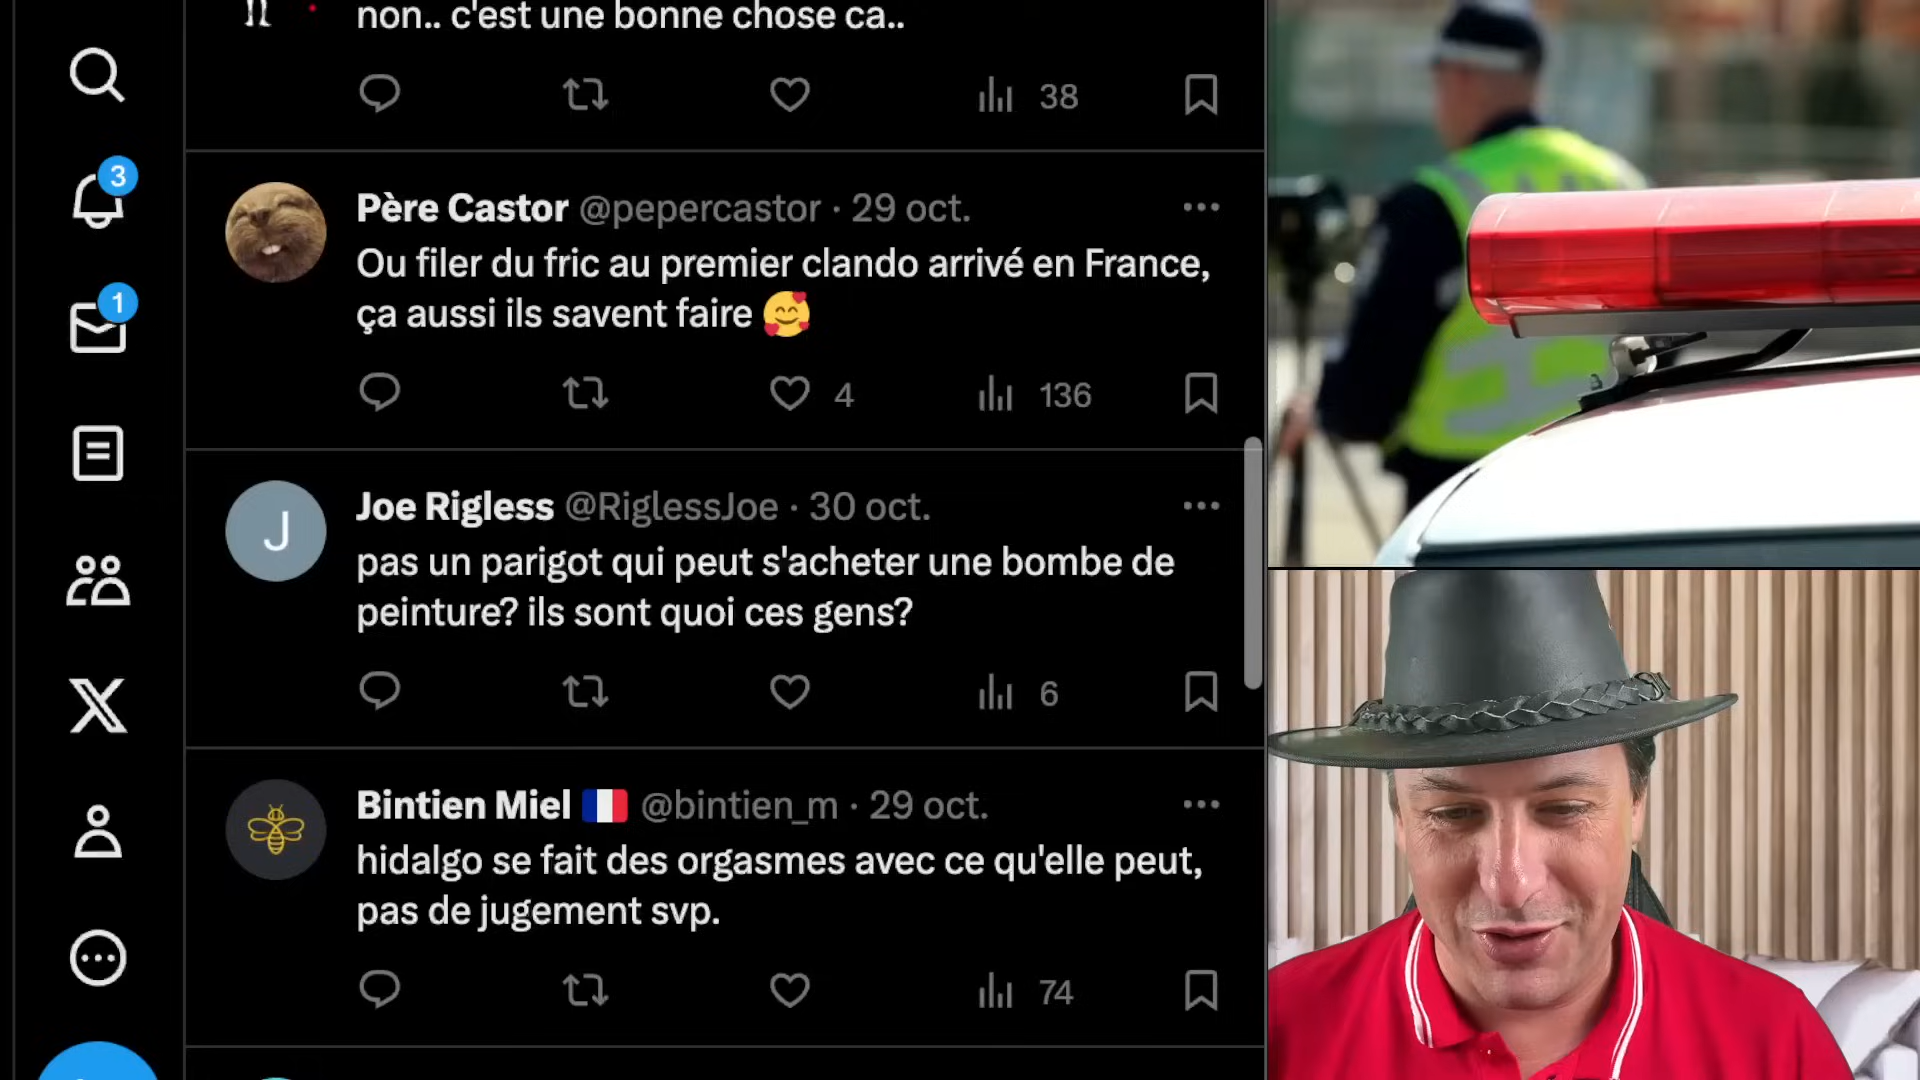 non.. c'est une bonne chose ca..
38
3
Père Castor @pepercastor · 29 oct.
Ou filer du fric au premier clando arrivé en France,
ça aussi ils savent faire 🥰
1
4
136
J
Joe Rigless @RiglessJoe · 30 oct.
pas un parigot qui peut s'acheter une bombe de
peinture? ils sont quoi ces gens?
6
Bintien Miel 🇫🇷 @bintien_m · 29 oct.
hidalgo se fait des orgasmes avec ce qu'elle peut,
pas de jugement svp.
74